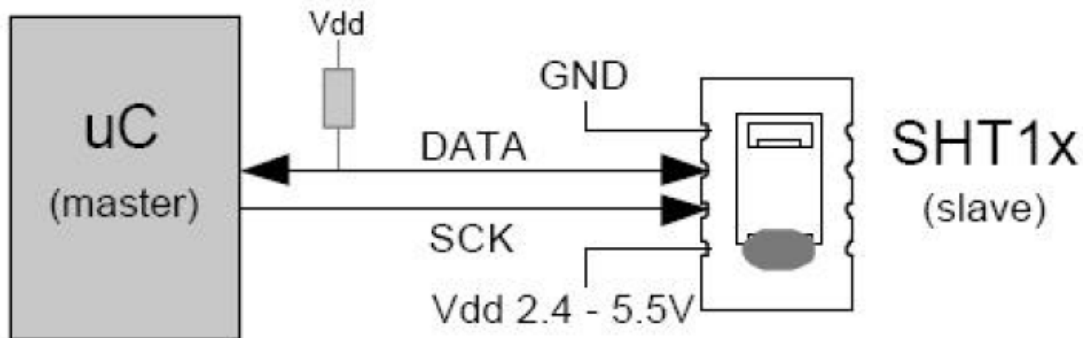 Vdd
GND
uC
(master)
DATA
SCK
Vdd 2.4 - 5.5V
SHT1x
(slave)